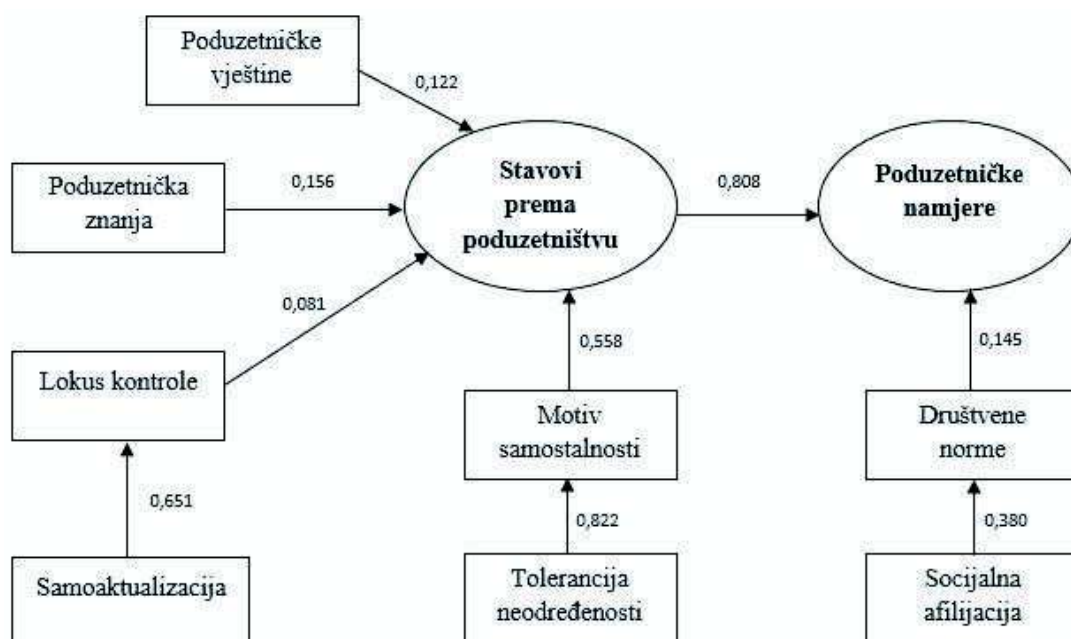 Poduzetničke
vještine
0,122
Poduzetnička
znanja
0,156
Stavovi
prema
poduzetništvu
0,808
Poduzetničke
namjere
0,081
0,558
0,145
Lokus kontrole
Motiv
samostalnosti
Društvene
norme
0,651
0,822
0,380
Samoaktualizacija
Tolerancija
neodređenosti
Socijalna
afilijacija